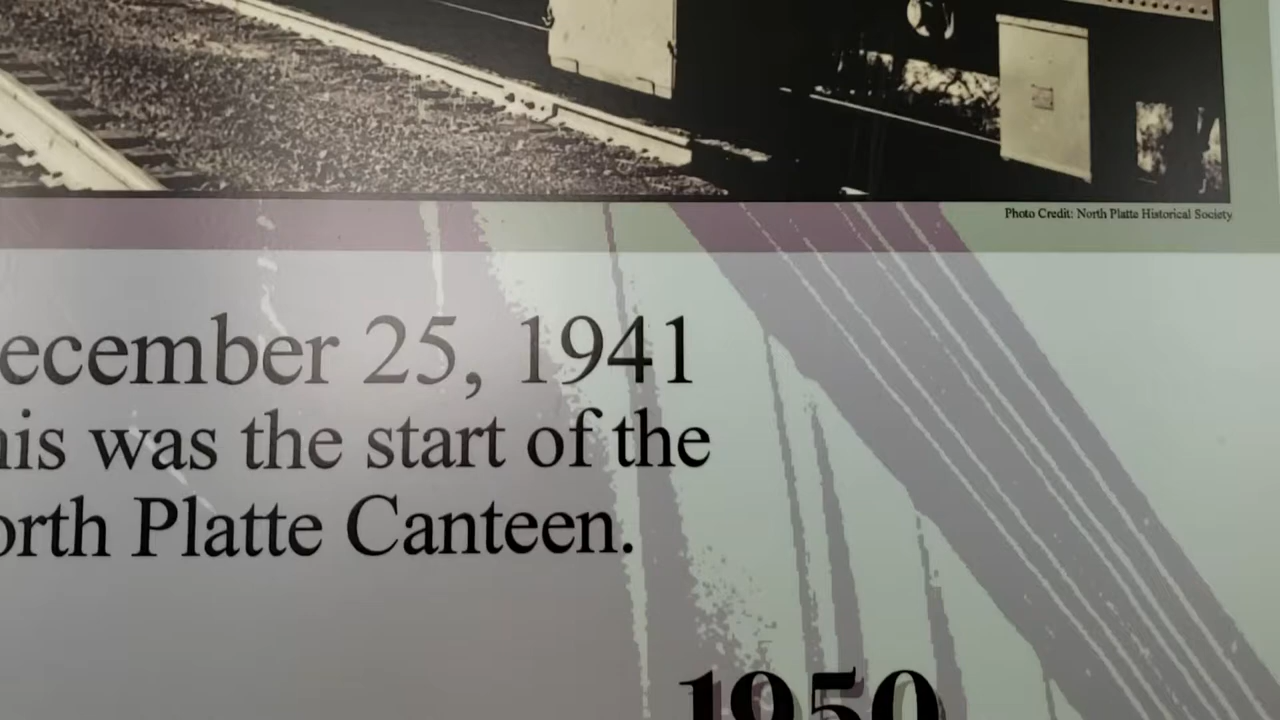 Photo Credit: North Platte Historical Society
ecember 25, 1941
his was the start of the
orth Platte Canteen.
1950